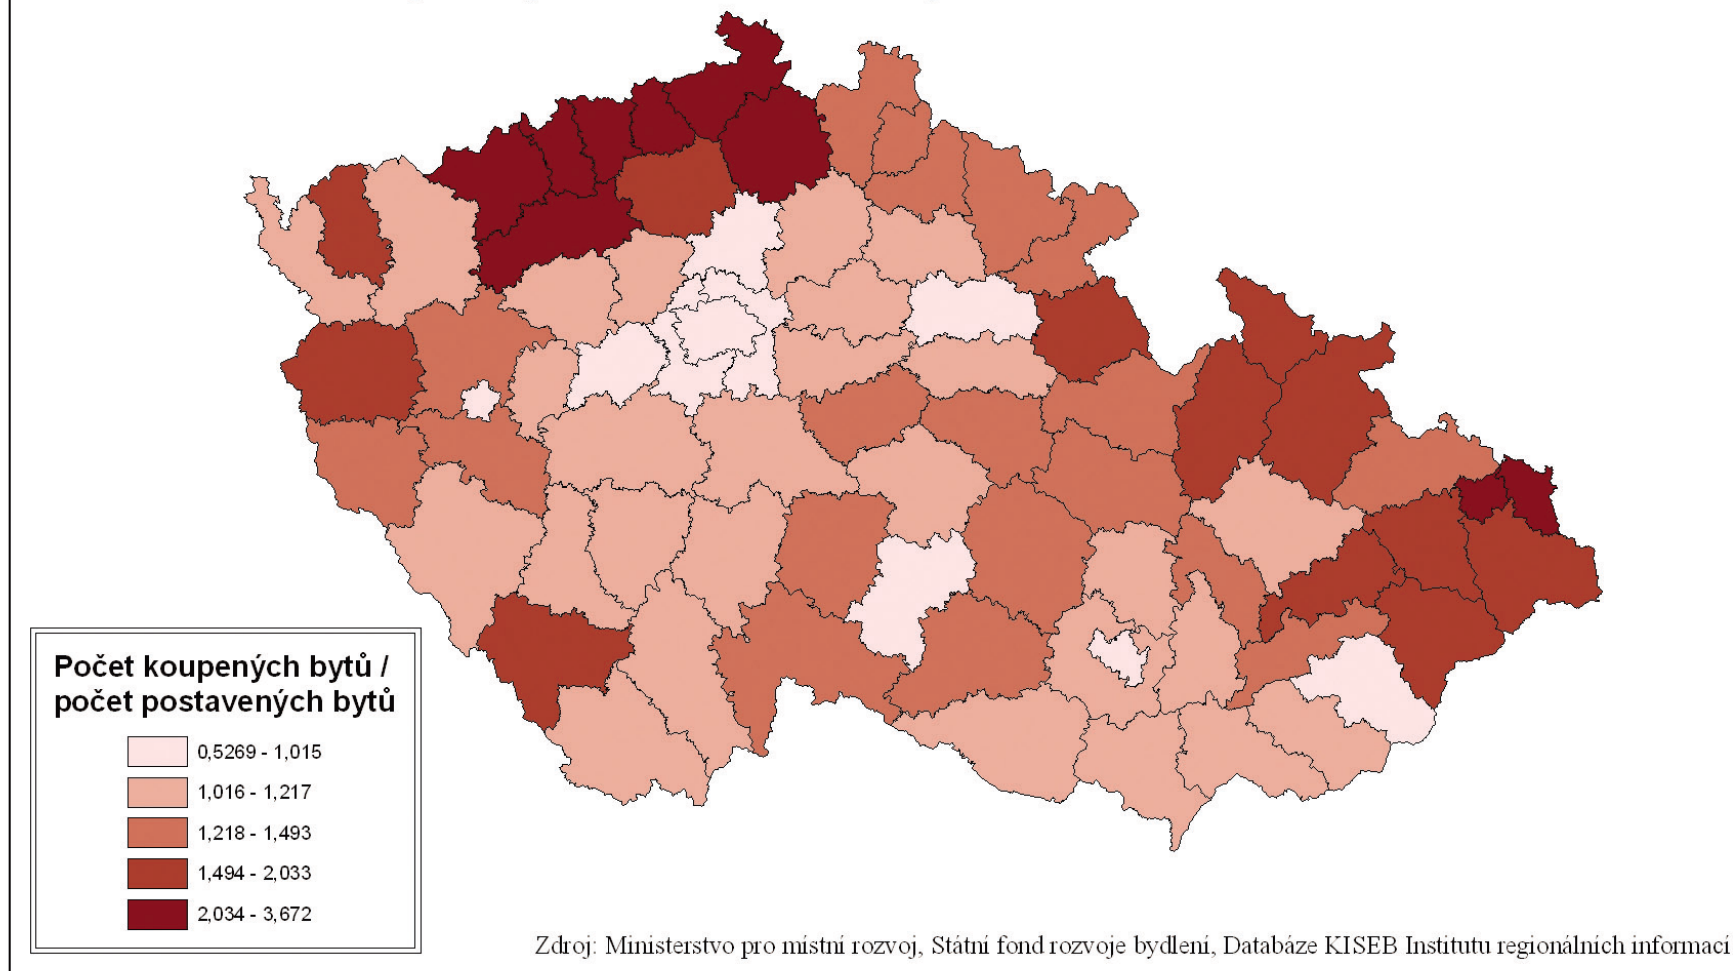 Počet koupených bytů /
počet postavených bytů
0,5269 - 1,015
1,016 - 1,217
1,218 - 1,493
1,494 - 2,033
2,034 - 3,672
Zdroj: Ministerstvo pro místní rozvoj, Státní fond rozvoje bydlení, Databáze KISEB Institutu regionálních informací